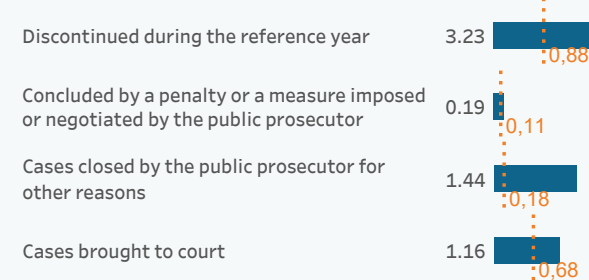 Discontinued during the reference year 3.23
0,88
Concluded by a penalty or a measure imposed
or negotiated by the public prosecutor 0.19
0,11
Cases closed by the public prosecutor for
other reasons 1.44
0,18
Cases brought to court 1.16
0,68